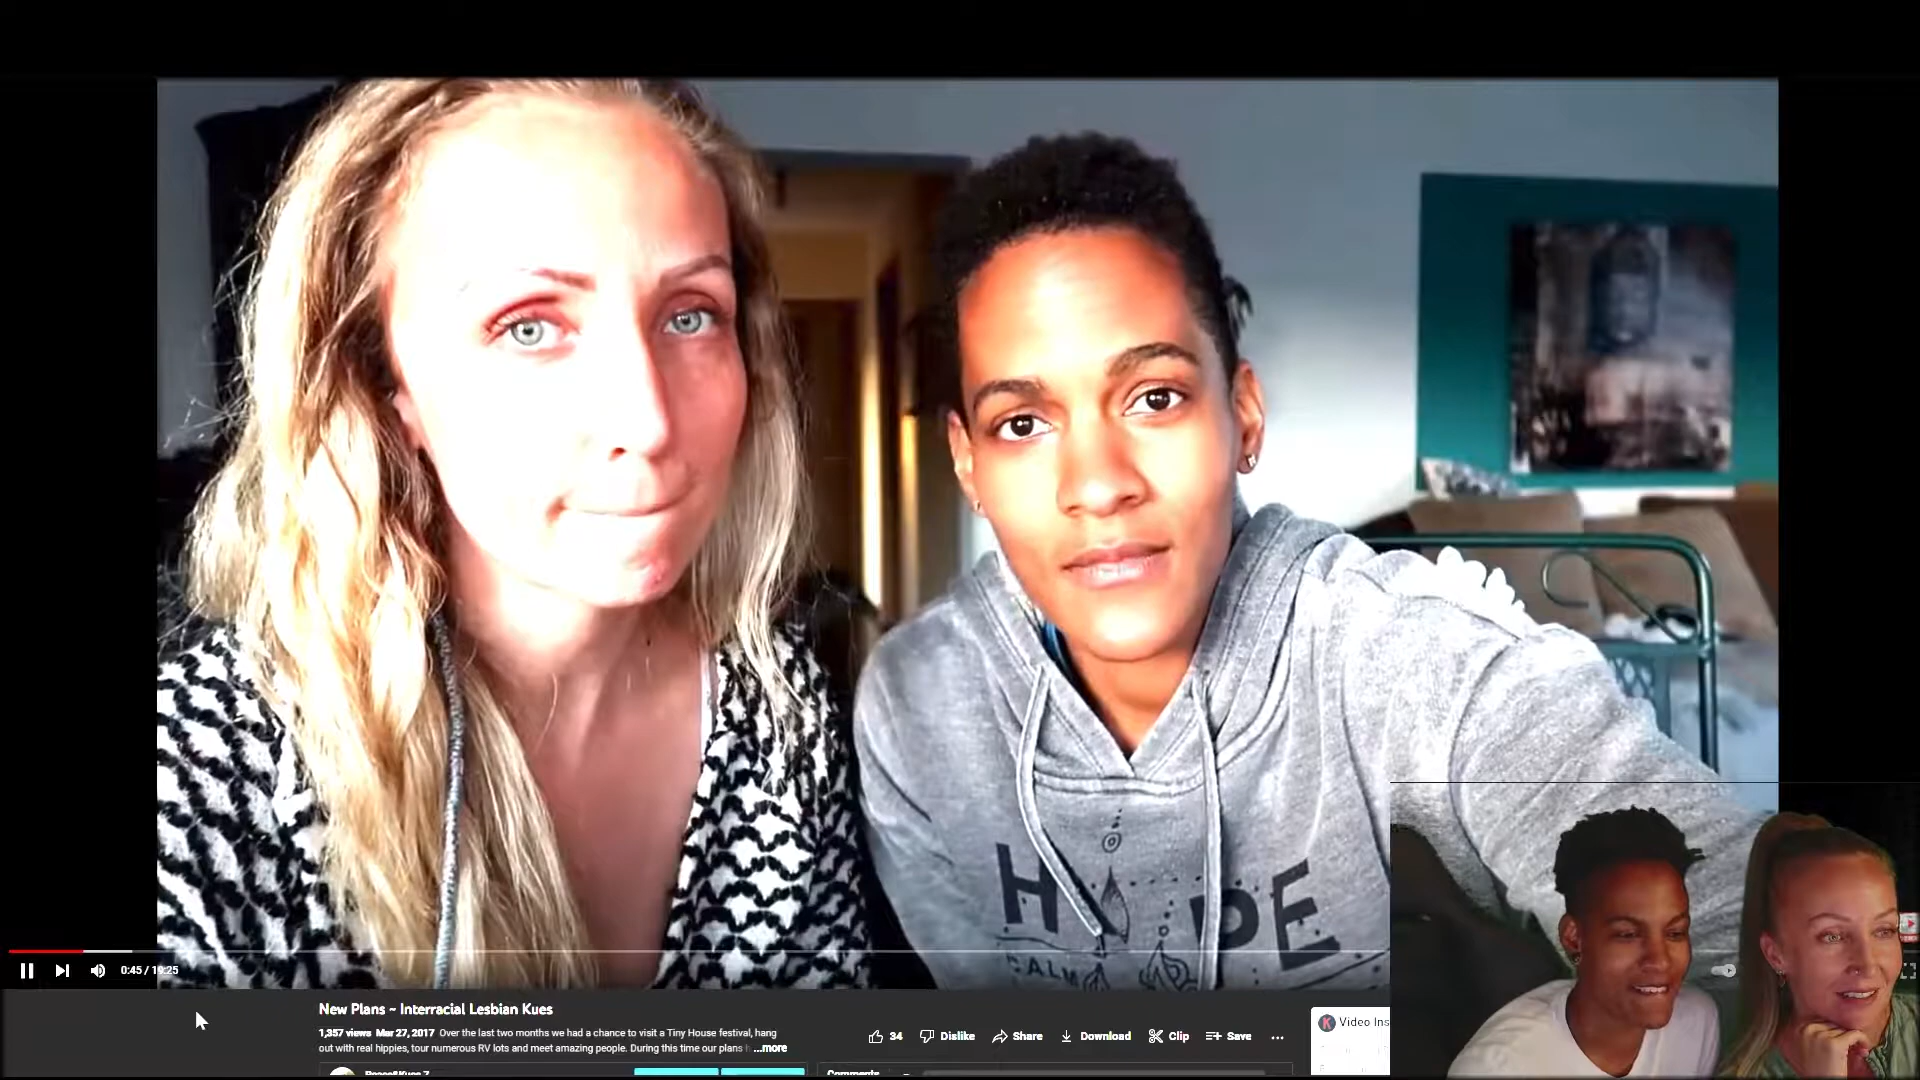 H PE
CALM
0:45 / 19:25
New Plans ~ Interracial Lesbian Kues
1,357 views Mar 27, 2017 Over the last two months we had a chance to visit a Tiny House festival, hang
out with real hippies, tour numerous RV lots and meet amazing people. During this time our plans ...more
34 Dislike Share Download Clip Save ...
K Video Ins
Comments